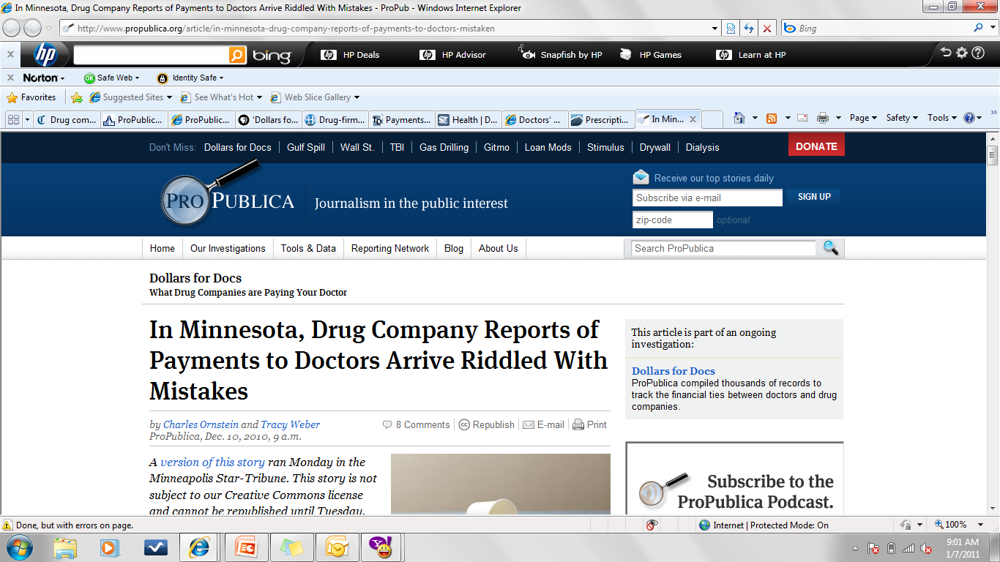 In Minnesota, Drug Company Reports of Payments to Doctors Arrive Riddled With Mistakes - ProPub - Windows Internet Explorer
http://www.propublica.org/article/in-minnesota-drug-company-reports-of-payments-to-doctors-mistaken
Bing
hp
bing
HP Deals
HP Advisor
Snapfish by HP
HP Games
Learn at HP
Norton
OK Safe Web
Identity Safe
Favorites
Suggested Sites
See What's Hot
Web Slice Gallery
Drug com...
ProPublic...
ProPublic...
'Dollars fo...
Drug-firm...
Payments...
Health | D...
Doctors' ...
Prescripti...
In Min...
Page
Safety
Tools
Don't Miss: Dollars for Docs Gulf Spill Wall St. TBI Gas Drilling Gitmo Loan Mods Stimulus Drywall Dialysis
DONATE
PRO PUBLICA
Journalism in the public interest
Receive our top stories daily
Subscribe via e-mail
SIGN UP
zip-code
optional
Home
Our Investigations
Tools & Data
Reporting Network
Blog
About Us
Search ProPublica
Dollars for Docs
What Drug Companies are Paying Your Doctor
In Minnesota, Drug Company Reports of
Payments to Doctors Arrive Riddled With
Mistakes
by Charles Ornstein and Tracy Weber
ProPublica, Dec. 10, 2010, 9 a.m.
8 Comments
cc Republish
E-mail
Print
A version of this story ran Monday in the
Minneapolis Star-Tribune. This story is not
subject to our Creative Commons license
and cannot be republished until Tuesday.
This article is part of an ongoing
investigation:
Dollars for Docs
ProPublica compiled thousands of records to
track the financial ties between doctors and drug
companies.
Subscribe to the
ProPublica Podcast.
Done, but with errors on page.
Internet | Protected Mode: On
100%
9:01 AM
1/7/2011